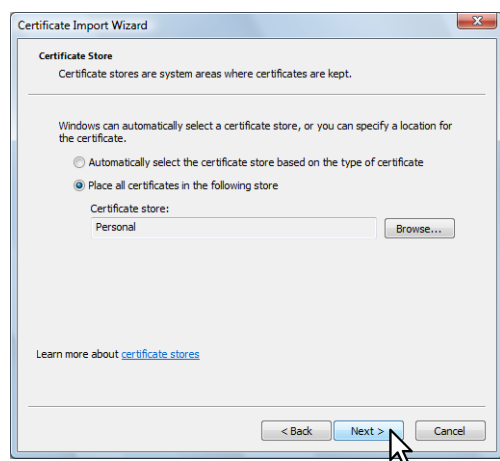 Certificate Import Wizard
Certificate Store
Certificate stores are system areas where certificates are kept.
Windows can automatically select a certificate store, or you can specify a location for
the certificate.
Automatically select the certificate store based on the type of certificate
Place all certificates in the following store
Certificate store:
Personal
Browse...
Learn more about certificate stores
< Back
Next >
Cancel